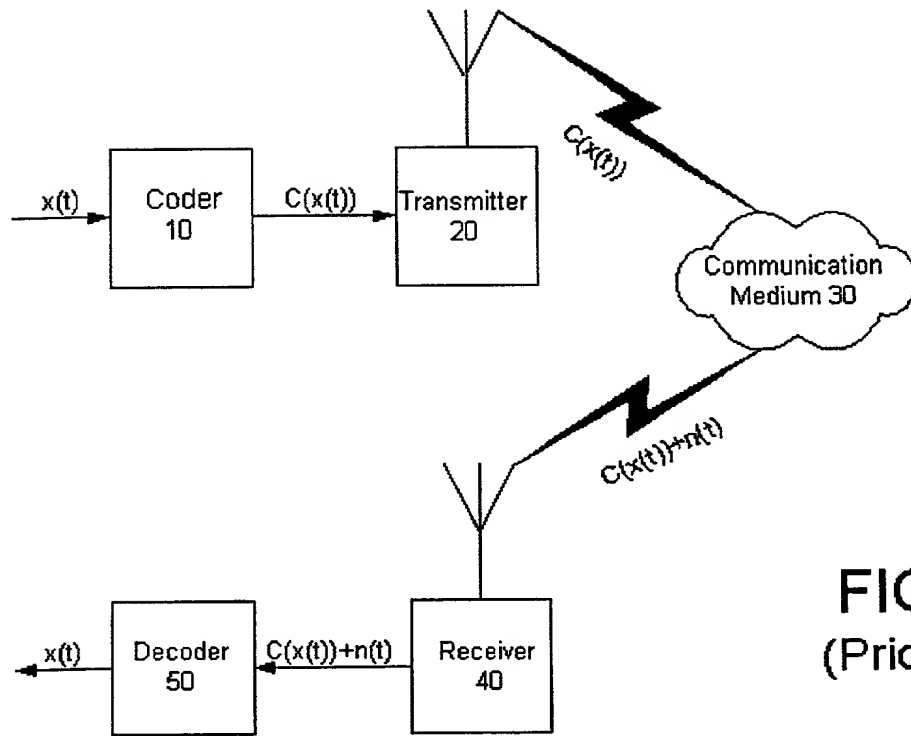 x(t)
Coder
10
C(x(t))
Transmitter
20
C(x(t))
Communication
Medium 30
C(x(t))+n(t)
x(t)
Decoder
50
C(x(t))+n(t)
Receiver
40